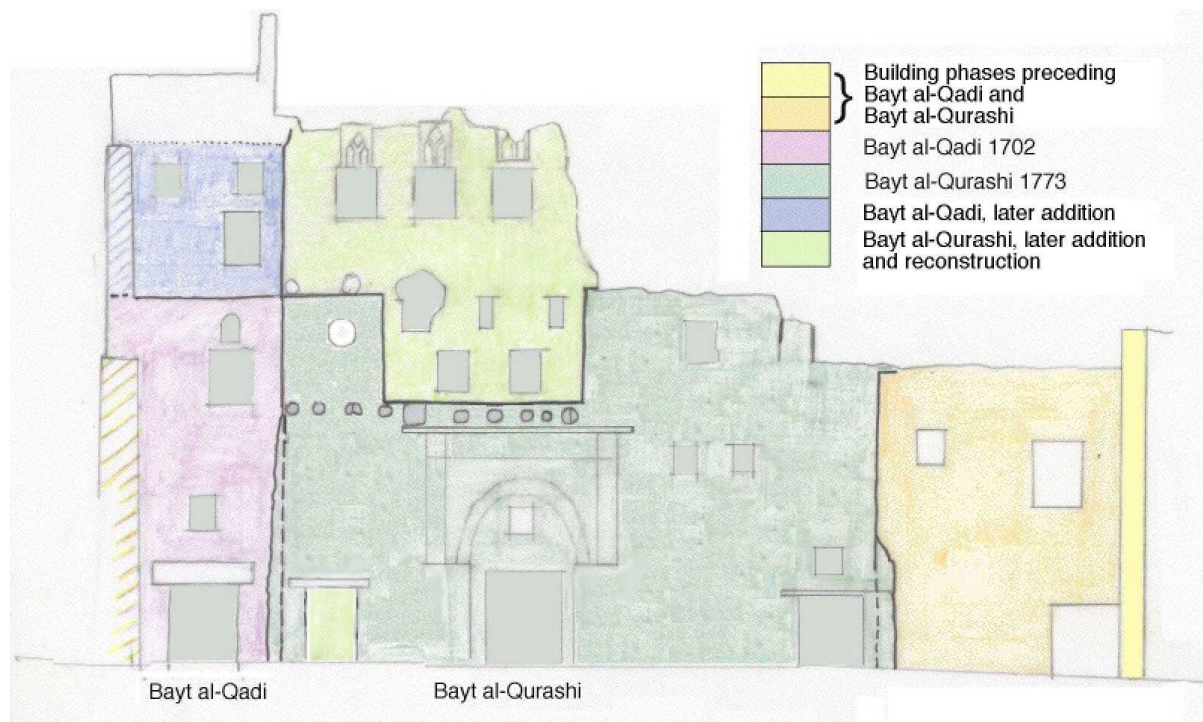 Building phases preceding
Bayt al-Qadi and
Bayt al-Qurashi
Bayt al-Qadi 1702
Bayt al-Qurashi 1773
Bayt al-Qadi, later addition
Bayt al-Qurashi, later addition
and reconstruction
Bayt al-Qadi
Bayt al-Qurashi